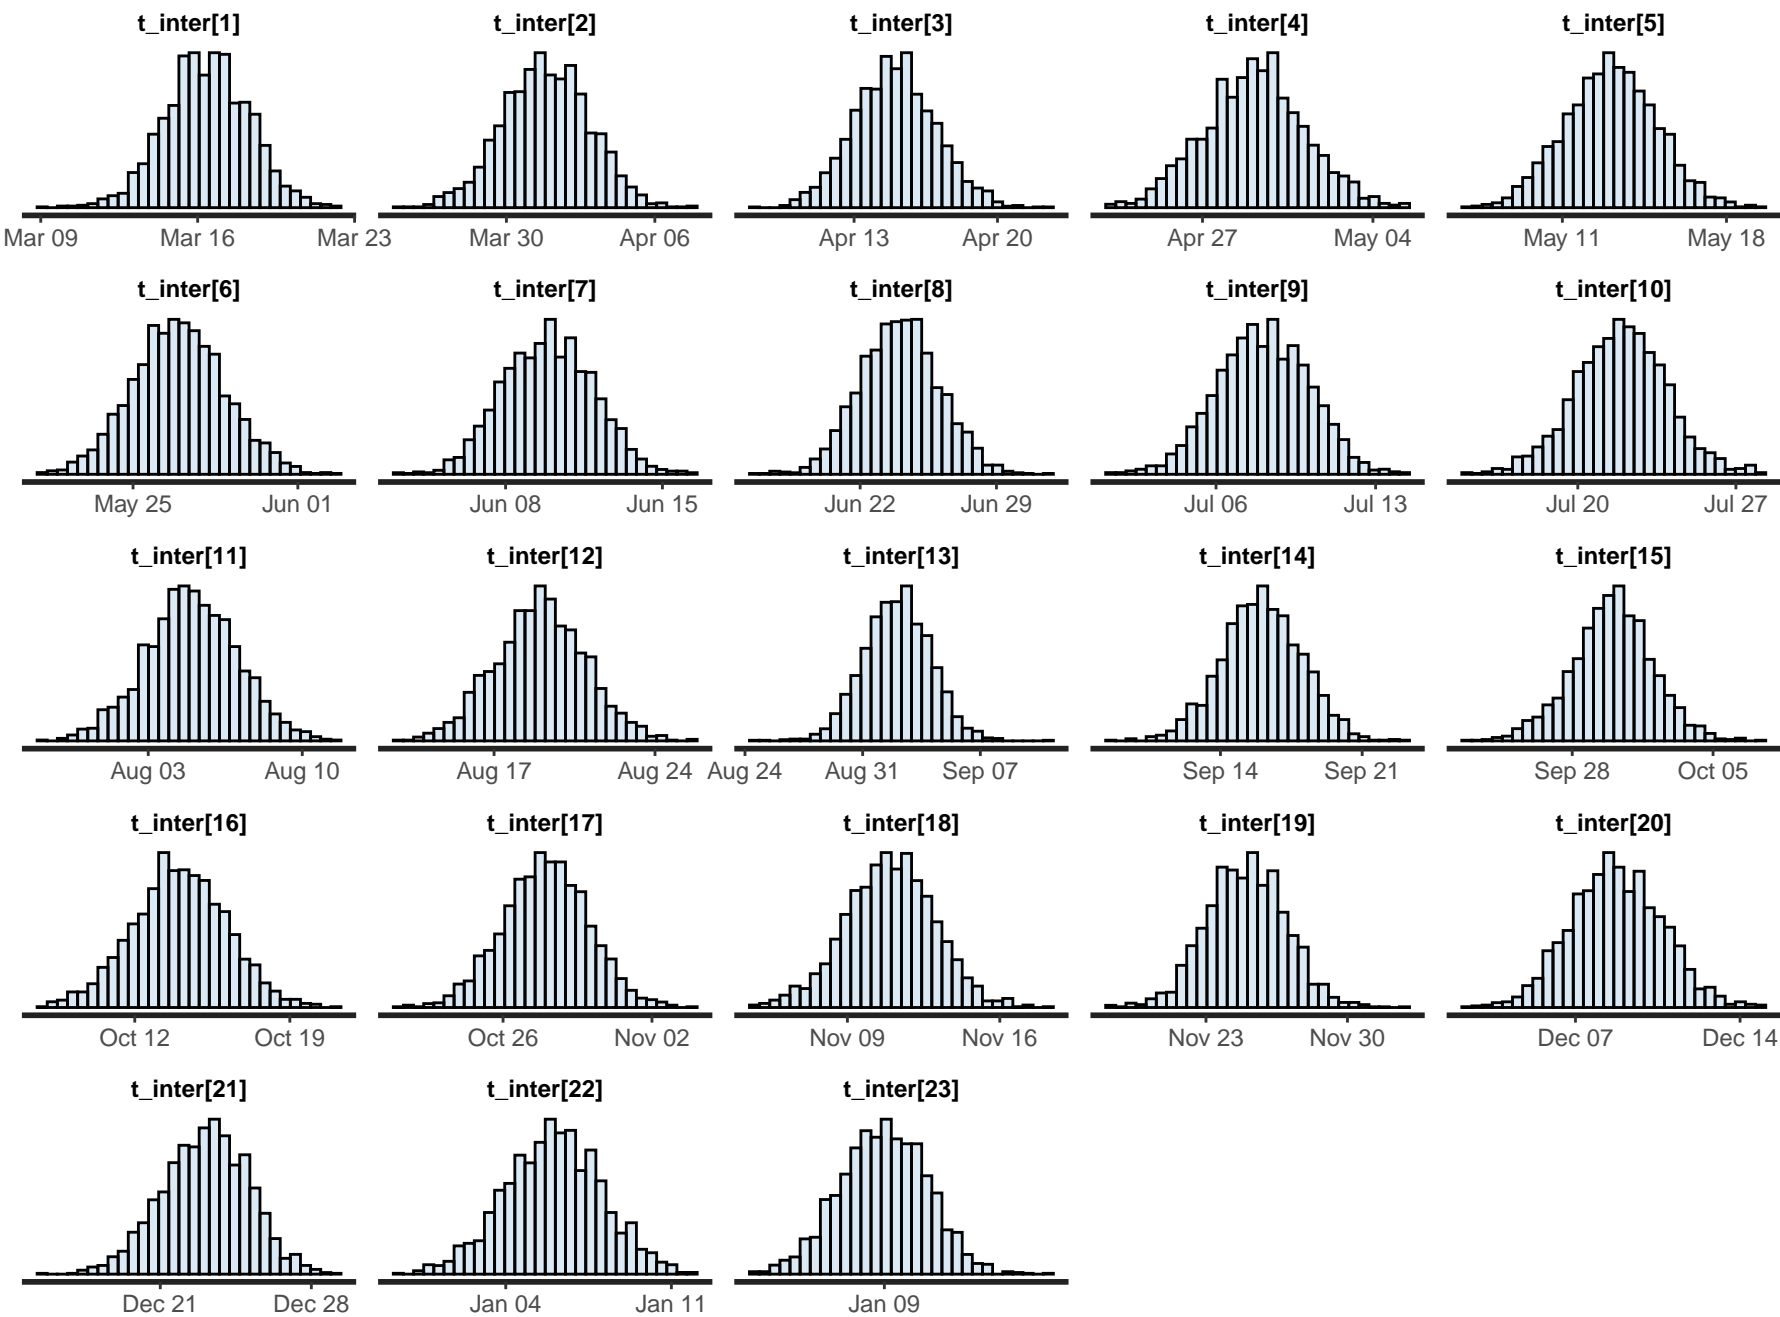 t_inter[1] t_inter[2] t_inter[3] t_inter[4] t_inter[5]
Mar 09 Mar 16 Mar 23 Mar 30 Apr 06 Apr 13 Apr 20 Apr 27 May 04 May 11 May 18
t_inter[6] t_inter[7] t_inter[8] t_inter[9] t_inter[10]
May 25 Jun 01 Jun 08 Jun 15 Jun 22 Jun 29 Jul 06 Jul 13 Jul 20 Jul 27
t_inter[11] t_inter[12] t_inter[13] t_inter[14] t_inter[15]
Aug 03 Aug 10 Aug 17 Aug 24 Aug 24 Aug 31 Sep 07 Sep 14 Sep 21 Sep 28 Oct 05
t_inter[16] t_inter[17] t_inter[18] t_inter[19] t_inter[20]
Oct 12 Oct 19 Oct 26 Nov 02 Nov 09 Nov 16 Nov 23 Nov 30 Dec 07 Dec 14
t_inter[21] t_inter[22] t_inter[23]
Dec 21 Dec 28 Jan 04 Jan 11 Jan 09